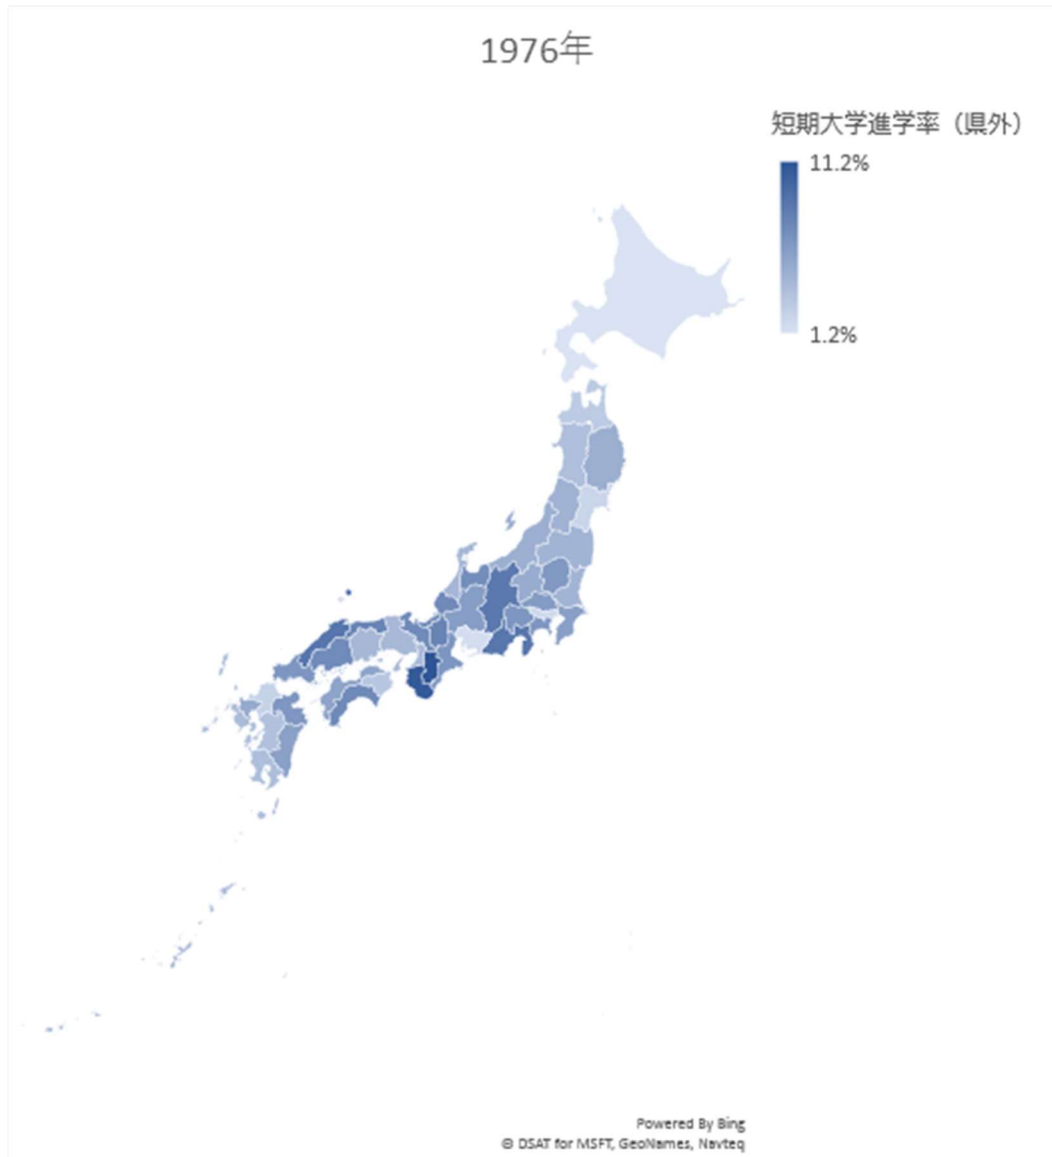 1976年
短期大学進学率（県外）
11.2%
1.2%
Powered By Bing
© DSAT for MSFT, GeoNames, Navteq